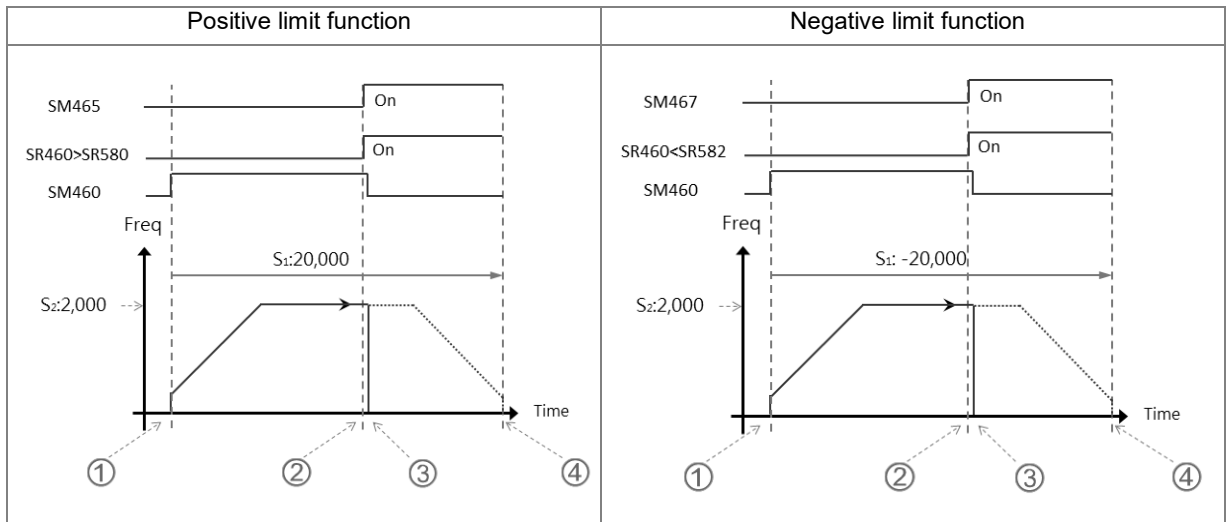 Positive limit function
Negative limit function
SM465
On
SR460>SR580
On
SM460
Freq
S1:20,000
S2:2,000
Time
① ② ③ ④
SM467
On
SR460<SR582
On
SM460
Freq
S1: -20,000
S2:2,000
Time
① ② ③ ④